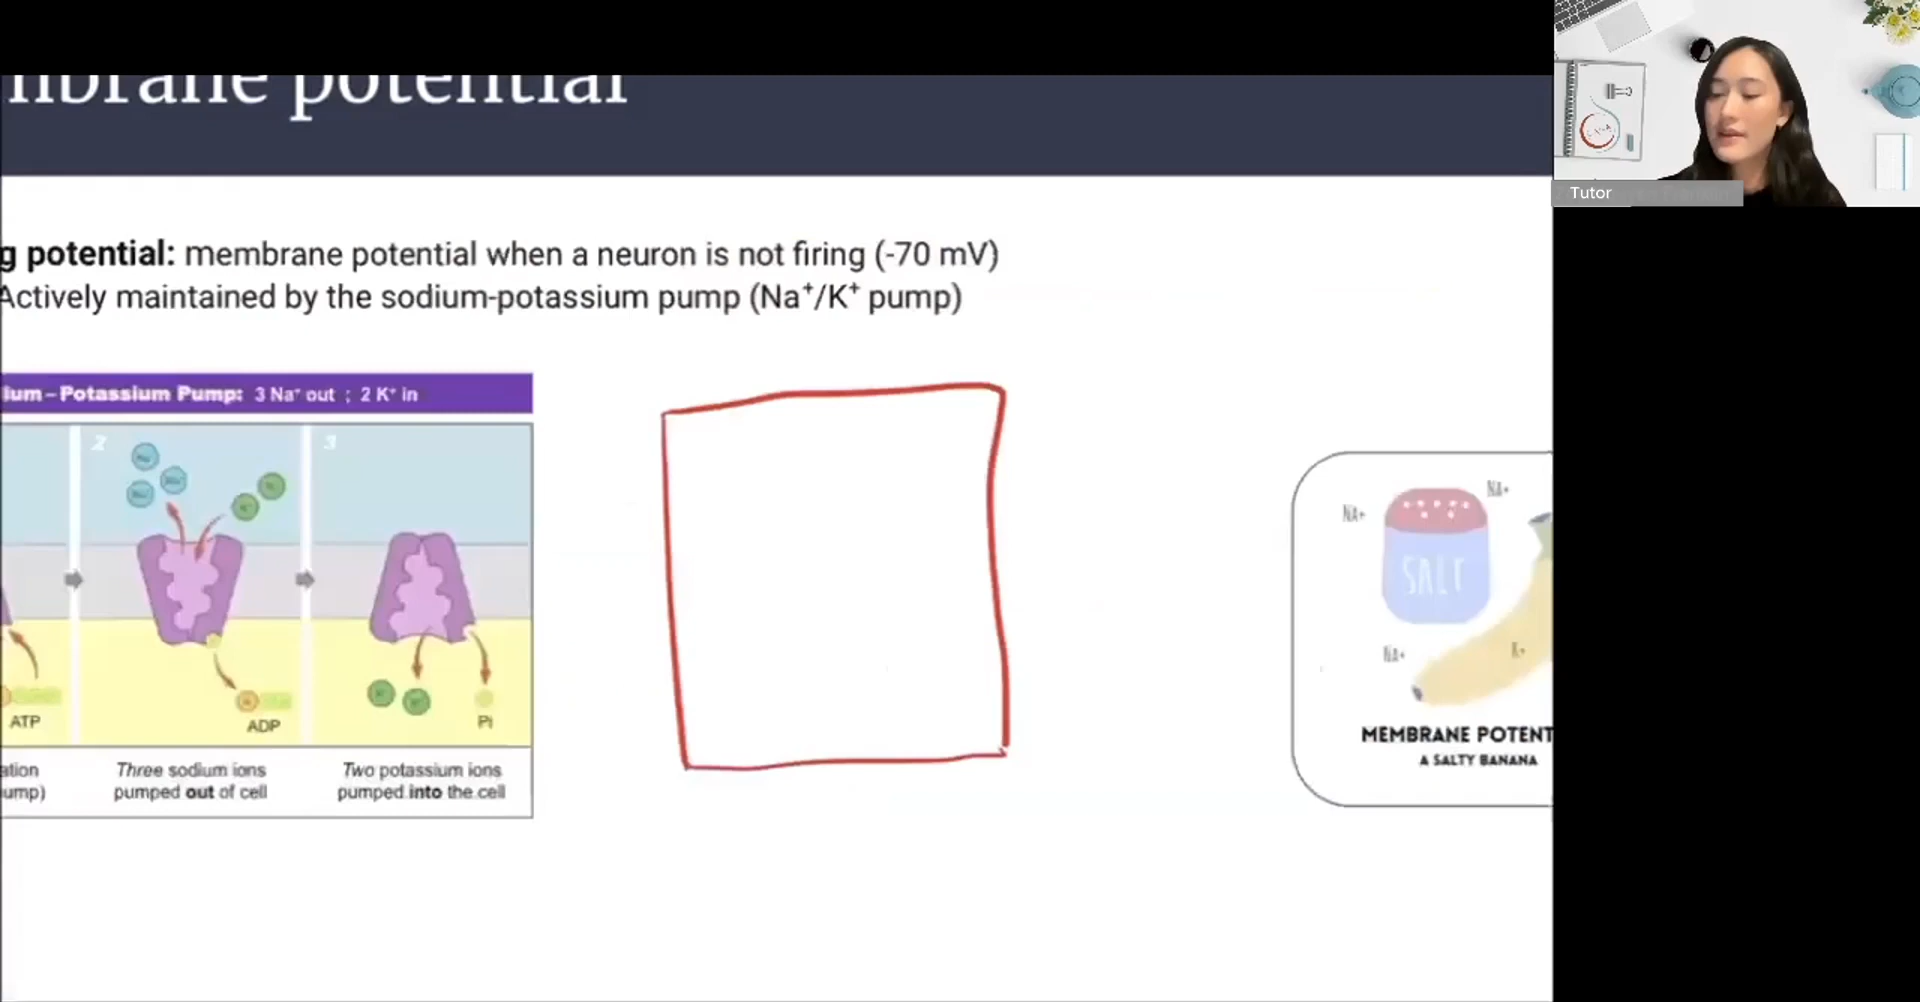 mbrane potential
Tutor
g potential: membrane potential when a neuron is not firing (-70 mV)
Actively maintained by the sodium-potassium pump (Na⁺/K⁺ pump)
ium–Potassium Pump: 3 Na⁺ out ; 2 K⁺ in
2
3
ATP
ADP
Pi
ation
ump)
Three sodium ions
pumped out of cell
Two potassium ions
pumped into the cell
NA+
NA+
SALT
NA+
K+
MEMBRANE POTENT
A SALTY BANANA